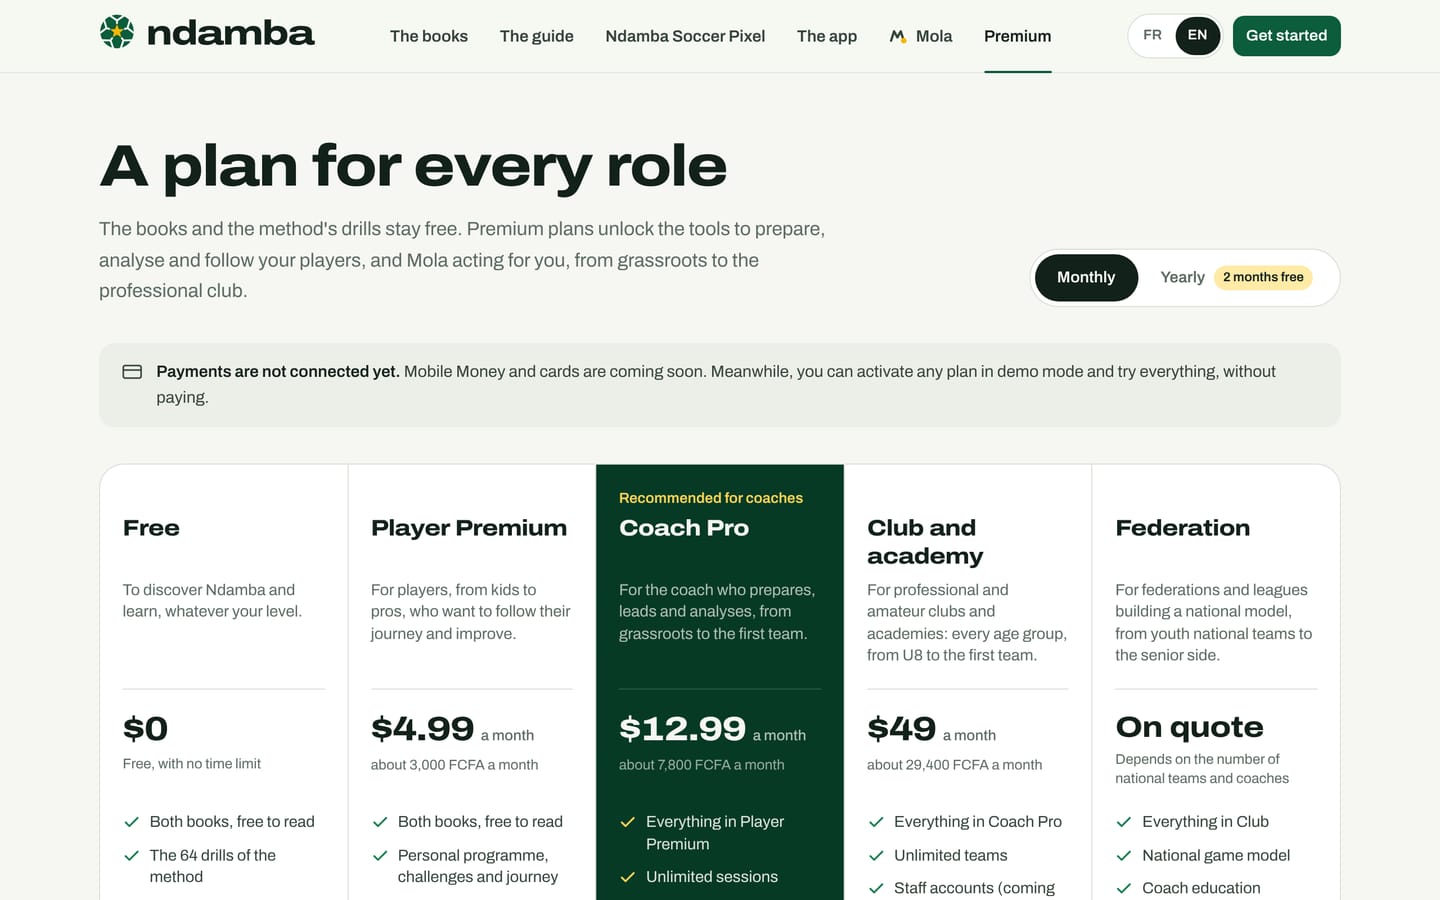 ndamba
The books
The guide
Ndamba Soccer Pixel
The app
Mola
Premium
FR
EN
Get started
A plan for every role
The books and the method's drills stay free. Premium plans unlock the tools to prepare,
analyse and follow your players, and Mola acting for you, from grassroots to the
professional club.
Monthly
Yearly
2 months free
Payments are not connected yet. Mobile Money and cards are coming soon. Meanwhile, you can activate any plan in demo mode and try everything, without
paying.
Free
To discover Ndamba and
learn, whatever your level.
$0
Free, with no time limit
Both books, free to read
The 64 drills of the
method
Player Premium
For players, from kids to
pros, who want to follow their
journey and improve.
$4.99 a month
about 3,000 FCFA a month
Both books, free to read
Personal programme,
challenges and journey
Recommended for coaches
Coach Pro
For the coach who prepares,
leads and analyses, from
grassroots to the first team.
$12.99 a month
about 7,800 FCFA a month
Everything in Player
Premium
Unlimited sessions
Club and
academy
For professional and
amateur clubs and
academies: every age group,
from U8 to the first team.
$49 a month
about 29,400 FCFA a month
Everything in Coach Pro
Unlimited teams
Staff accounts (coming
Federation
For federations and leagues
building a national model,
from youth national teams to
the senior side.
On quote
Depends on the number of
national teams and coaches
Everything in Club
National game model
Coach education